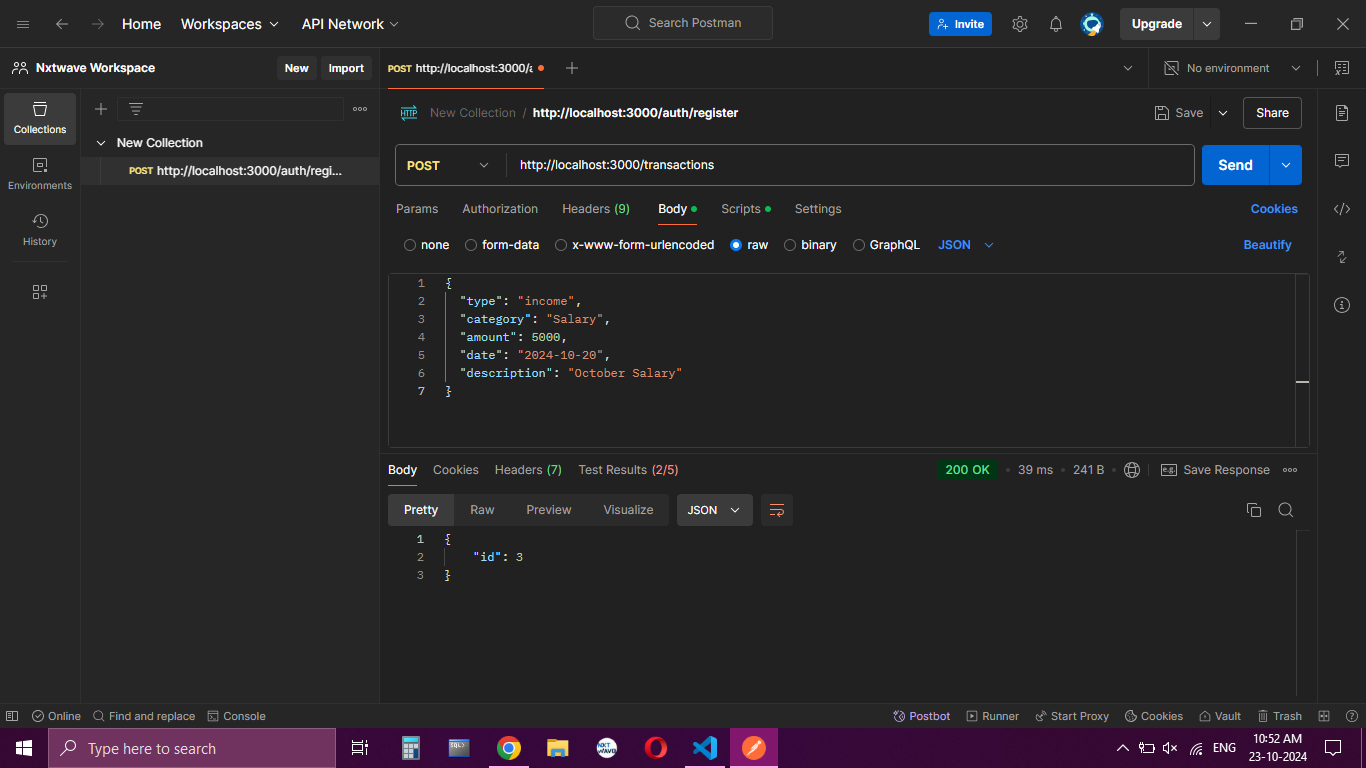 Home Workspaces API Network Search Postman Invite Upgrade
Nxtwave Workspace New Import POST http://localhost:3000/a No environment
Collections
Environments
History
New Collection
POST http://localhost:3000/auth/regi...
HTTP New Collection / http://localhost:3000/auth/register Save Share
POST http://localhost:3000/transactions Send
Params Authorization Headers (9) Body Scripts Settings Cookies
none form-data x-www-form-urlencoded raw binary GraphQL JSON Beautify
1 {
2 "type": "income",
3 "category": "Salary",
4 "amount": 5000,
5 "date": "2024-10-20",
6 "description": "October Salary"
7 }
Body Cookies Headers (7) Test Results (2/5) 200 OK 39 ms 241 B e.g. Save Response
Pretty Raw Preview Visualize JSON
1 {
2 "id": 3
3 }
Online Find and replace Console Postbot Runner Start Proxy Cookies Vault Trash
Type here to search ENG 10:52 AM
23-10-2024